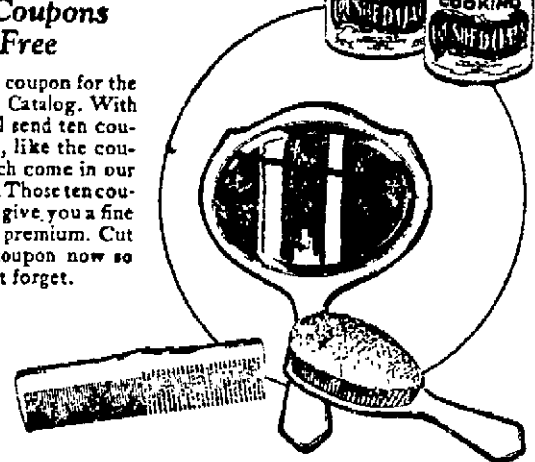 Coupons
Free
coupon for the
Catalog. With
send ten cou-
, like the cou-
ch come in our
. Those ten cou-
give you a fine
premium. Cut
oupon now so
t forget.
COOKING